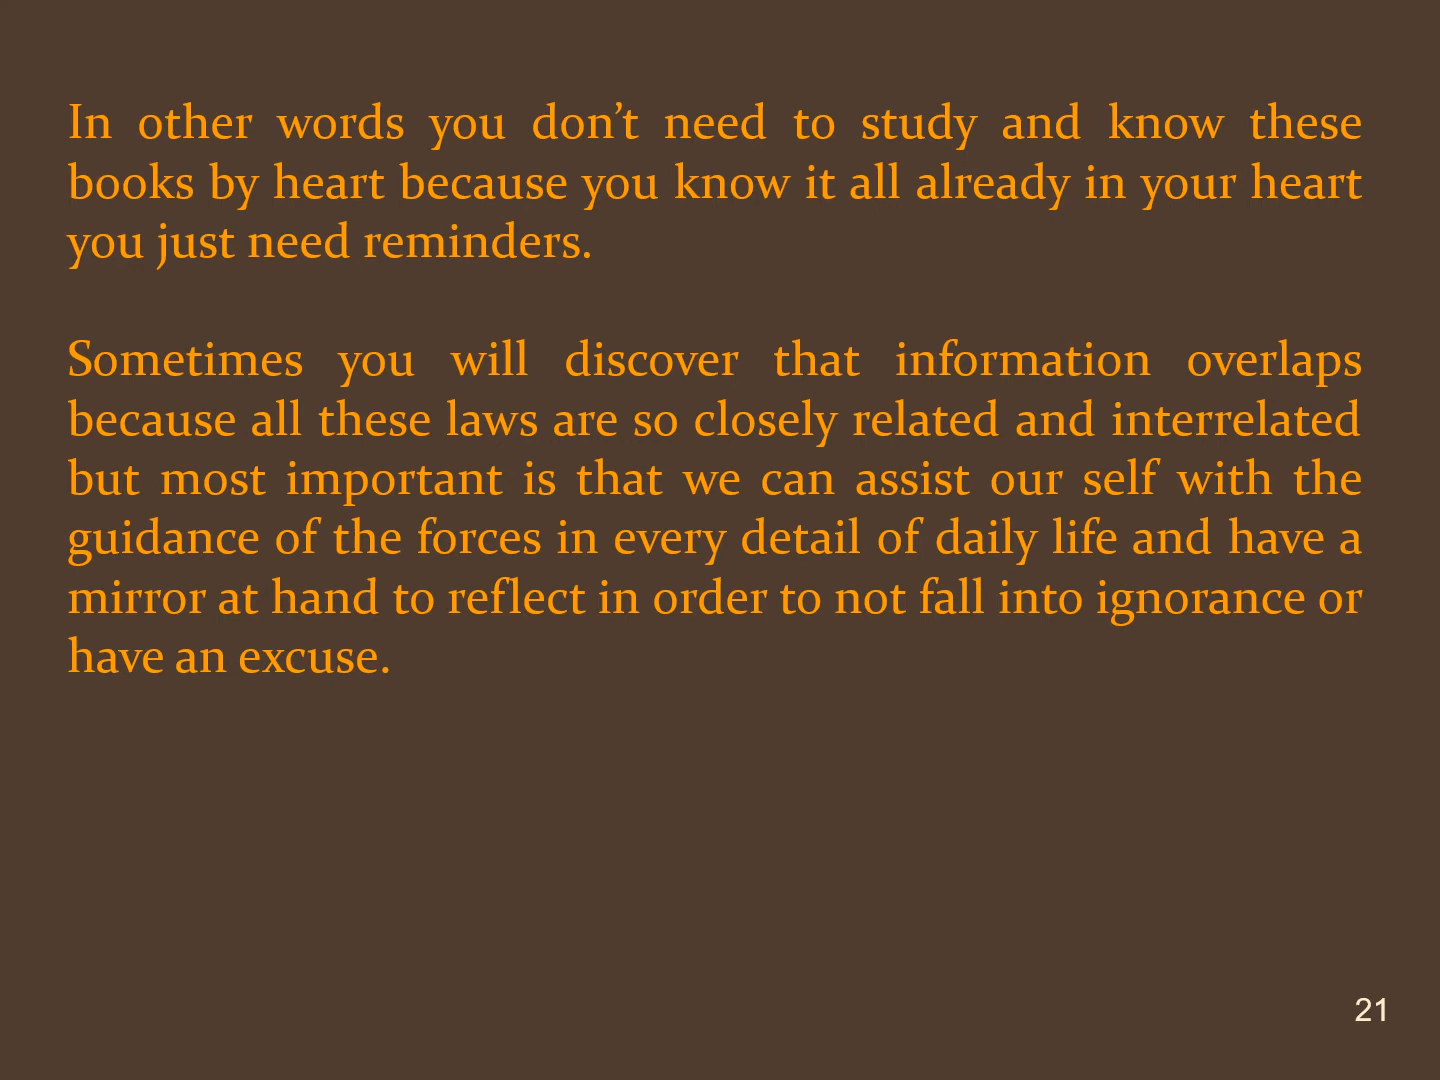 In other words you don’t need to study and know these
books by heart because you know it all already in your heart
you just need reminders.
Sometimes you will discover that information overlaps
because all these laws are so closely related and interrelated
but most important is that we can assist our self with the
guidance of the forces in every detail of daily life and have a
mirror at hand to reflect in order to not fall into ignorance or
have an excuse.
21